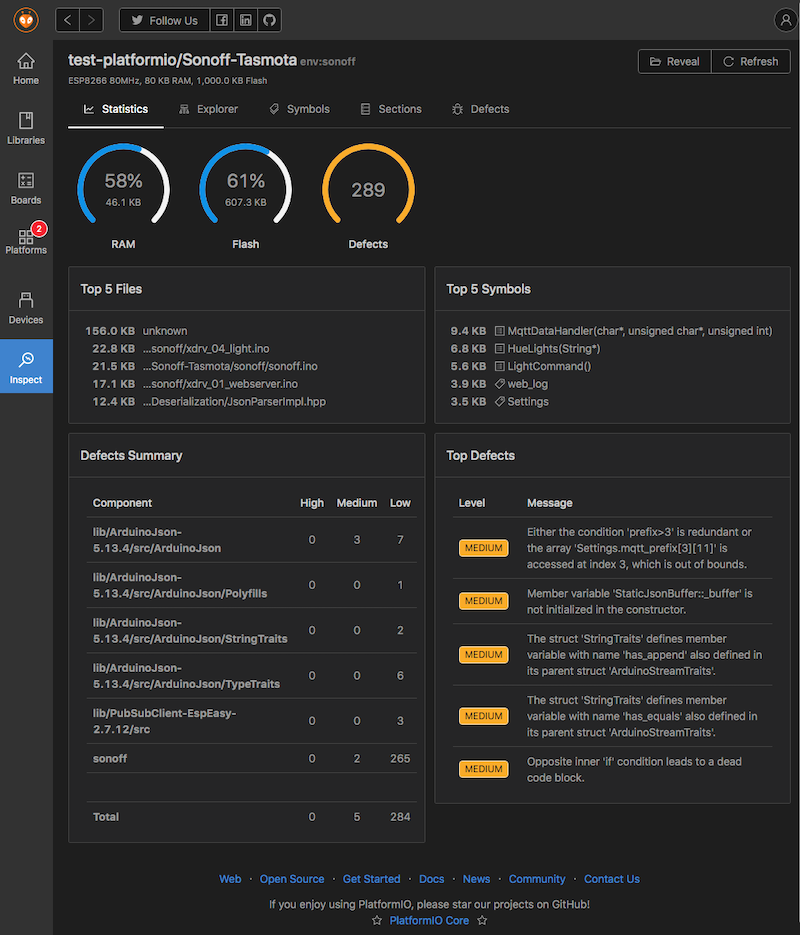 Follow Us
Home
Libraries
Boards
2
Platforms
Devices
Inspect
test-platformio/Sonoff-Tasmota env:sonoff
ESP8266 80MHz, 80 KB RAM, 1,000.0 KB Flash
Reveal
Refresh
Statistics
Explorer
Symbols
Sections
Defects
58%
46.1 KB
RAM
61%
607.3 KB
Flash
289
Defects
Top 5 Files
156.0 KB unknown
22.8 KB ...sonoff/xdrv_04_light.ino
21.5 KB ...Sonoff-Tasmota/sonoff/sonoff.ino
17.1 KB ...sonoff/xdrv_01_webserver.ino
12.4 KB ...Deserialization/JsonParserImpl.hpp
Top 5 Symbols
9.4 KB MqttDataHandler(char*, unsigned char*, unsigned int)
6.8 KB HueLights(String*)
5.6 KB LightCommand()
3.9 KB web_log
3.5 KB Settings
Defects Summary
Component High Medium Low
lib/ArduinoJson-
5.13.4/src/ArduinoJson 0 3 7
lib/ArduinoJson-
5.13.4/src/ArduinoJson/Polyfills 0 0 1
lib/ArduinoJson-
5.13.4/src/ArduinoJson/StringTraits 0 0 2
lib/ArduinoJson-
5.13.4/src/ArduinoJson/TypeTraits 0 0 6
lib/PubSubClient-EspEasy-
2.7.12/src 0 0 3
sonoff 0 2 265
Total 0 5 284
Top Defects
Level Message
MEDIUM
Either the condition 'prefix>3' is redundant or
the array 'Settings.mqtt_prefix[3][11]' is
accessed at index 3, which is out of bounds.
MEDIUM
Member variable 'StaticJsonBuffer::_buffer' is
not initialized in the constructor.
MEDIUM
The struct 'StringTraits' defines member
variable with name 'has_append' also defined in
its parent struct 'ArduinoStreamTraits'.
MEDIUM
The struct 'StringTraits' defines member
variable with name 'has_equals' also defined in
its parent struct 'ArduinoStreamTraits'.
MEDIUM
Opposite inner 'if' condition leads to a dead
code block.
Web · Open Source · Get Started · Docs · News · Community · Contact Us
If you enjoy using PlatformIO, please star our projects on GitHub!
☆ PlatformIO Core ☆